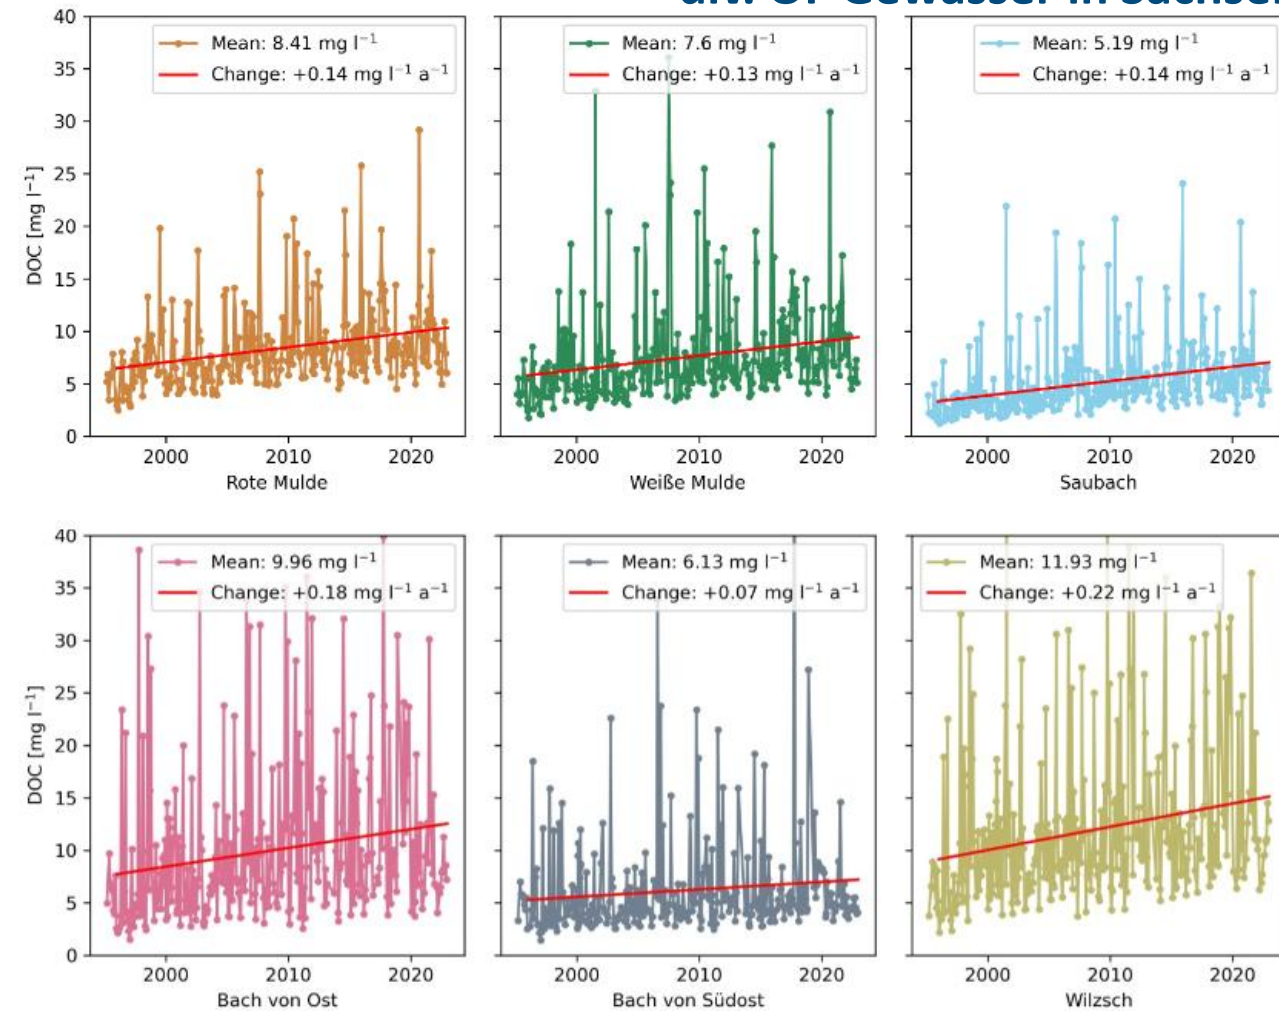 40
35
30
25
20
15
10
5
0
DOC [mg l⁻¹]
Mean: 8.41 mg l⁻¹
Change: +0.14 mg l⁻¹ a⁻¹
2000 2010 2020
Rote Mulde
Mean: 7.6 mg l⁻¹
Change: +0.13 mg l⁻¹ a⁻¹
2000 2010 2020
Weiße Mulde
Mean: 5.19 mg l⁻¹
Change: +0.14 mg l⁻¹ a⁻¹
2000 2010 2020
Saubach
40
35
30
25
20
15
10
5
0
DOC [mg l⁻¹]
Mean: 9.96 mg l⁻¹
Change: +0.18 mg l⁻¹ a⁻¹
2000 2010 2020
Bach von Ost
Mean: 6.13 mg l⁻¹
Change: +0.07 mg l⁻¹ a⁻¹
2000 2010 2020
Bach von Südost
Mean: 11.93 mg l⁻¹
Change: +0.22 mg l⁻¹ a⁻¹
2000 2010 2020
Wilzsch